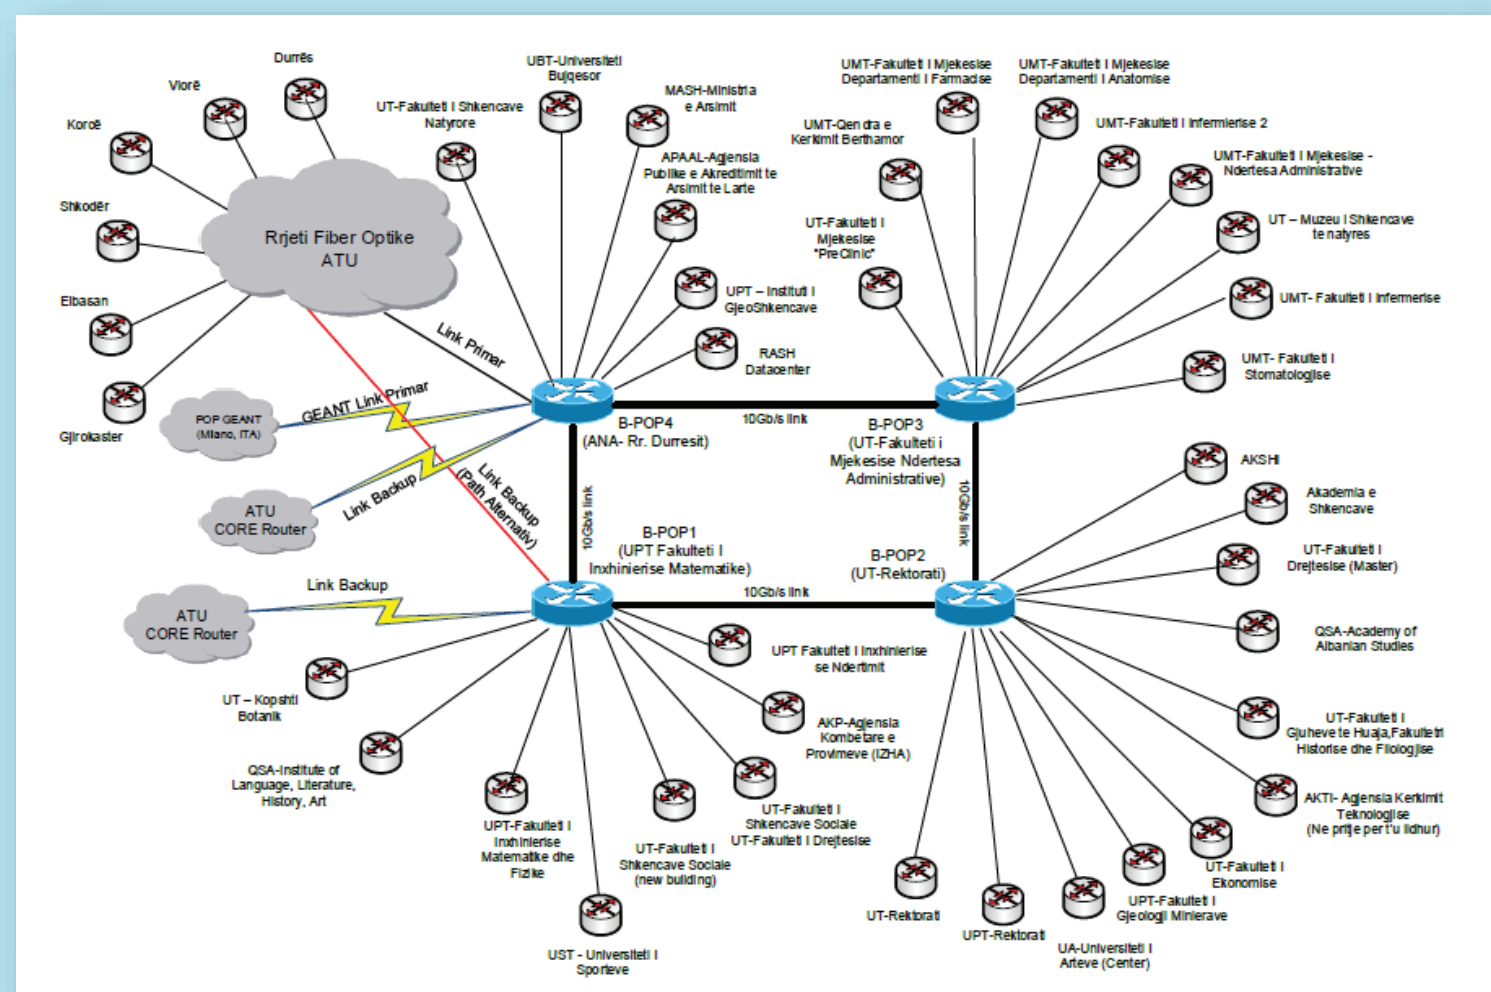 Durrës
Vlorë
Korcë
Shkodër
Elbasan
Gjirokaster
Rrjeti Fiber Optike
ATU
UT-Fakulteti I Shkencave
Natyrore
UBT-Universiteti
Bujqesor
MASH-Ministria
e Arsimit
APAAL-Agjensia
Publike e Akreditimit te
Arsimit te Larte
UPT – Instituti I
GjeoShkencave
RASH
Datacenter
UMT-Fakulteti I Mjekesise
Departamenti I Farmacise
UMT-Fakulteti I Mjekesise
Departamenti I Anatomise
UMT-Qendra e
Kerkimit Berthamor
UMT-Fakulteti I Infermierise 2
UMT-Fakulteti I Mjekesise -
Ndertesa Administrative
UT-Fakulteti I
Mjekesise
"PreClinic"
UT – Muzeu I Shkencave
te natyres
UMT- Fakulteti I Infermerise
UMT- Fakulteti I
Stomatologjise
Link Primar
GEANT Link Primar
POP GEANT
(Milano, ITA)
Link Backup
ATU
CORE Router
Link Backup
(Path Alternativ)
B-POP4
(ANA- Rr. Durresit)
10Gb/s link
B-POP3
(UT-Fakulteti i
Mjekesise Ndertesa
Administrative)
10Gb/s link
10Gb/s link
B-POP1
(UPT Fakulteti I
Inxhinierise Matematike)
B-POP2
(UT-Rektorati)
10Gb/s link
Link Backup
ATU
CORE Router
AKSHI
Akademia e
Shkencave
UT-Fakulteti I
Drejtesise (Master)
QSA-Academy of
Albanian Studies
UT-Fakulteti I
Gjuheve te Huaja,Fakultetri
Historise dhe Filologjise
AKTI- Agjensia Kerkimit
Teknologjise
(Ne pritje per t'u lidhur)
UT-Fakulteti I
Ekonomise
UPT-Fakulteti I
Gjeologji Minierave
UA-Universiteti I
Arteve (Center)
UPT-Rektorati
UT-Rektorati
UPT Fakulteti I Inxhinierise
se Ndertimit
AKP-Agjensia
Kombetare e
Provimeve (IZHA)
UT-Fakulteti I
Shkencave Sociale
UT-Fakulteti I Drejtesise
UT-Fakulteti I
Shkencave Sociale
(new building)
UST - Universiteti I
Sporteve
UPT-Fakulteti I
Inxhinierise
Matematike dhe
Fizike
QSA-Institute of
Language, Literature,
History, Art
UT – Kopshti
Botanik